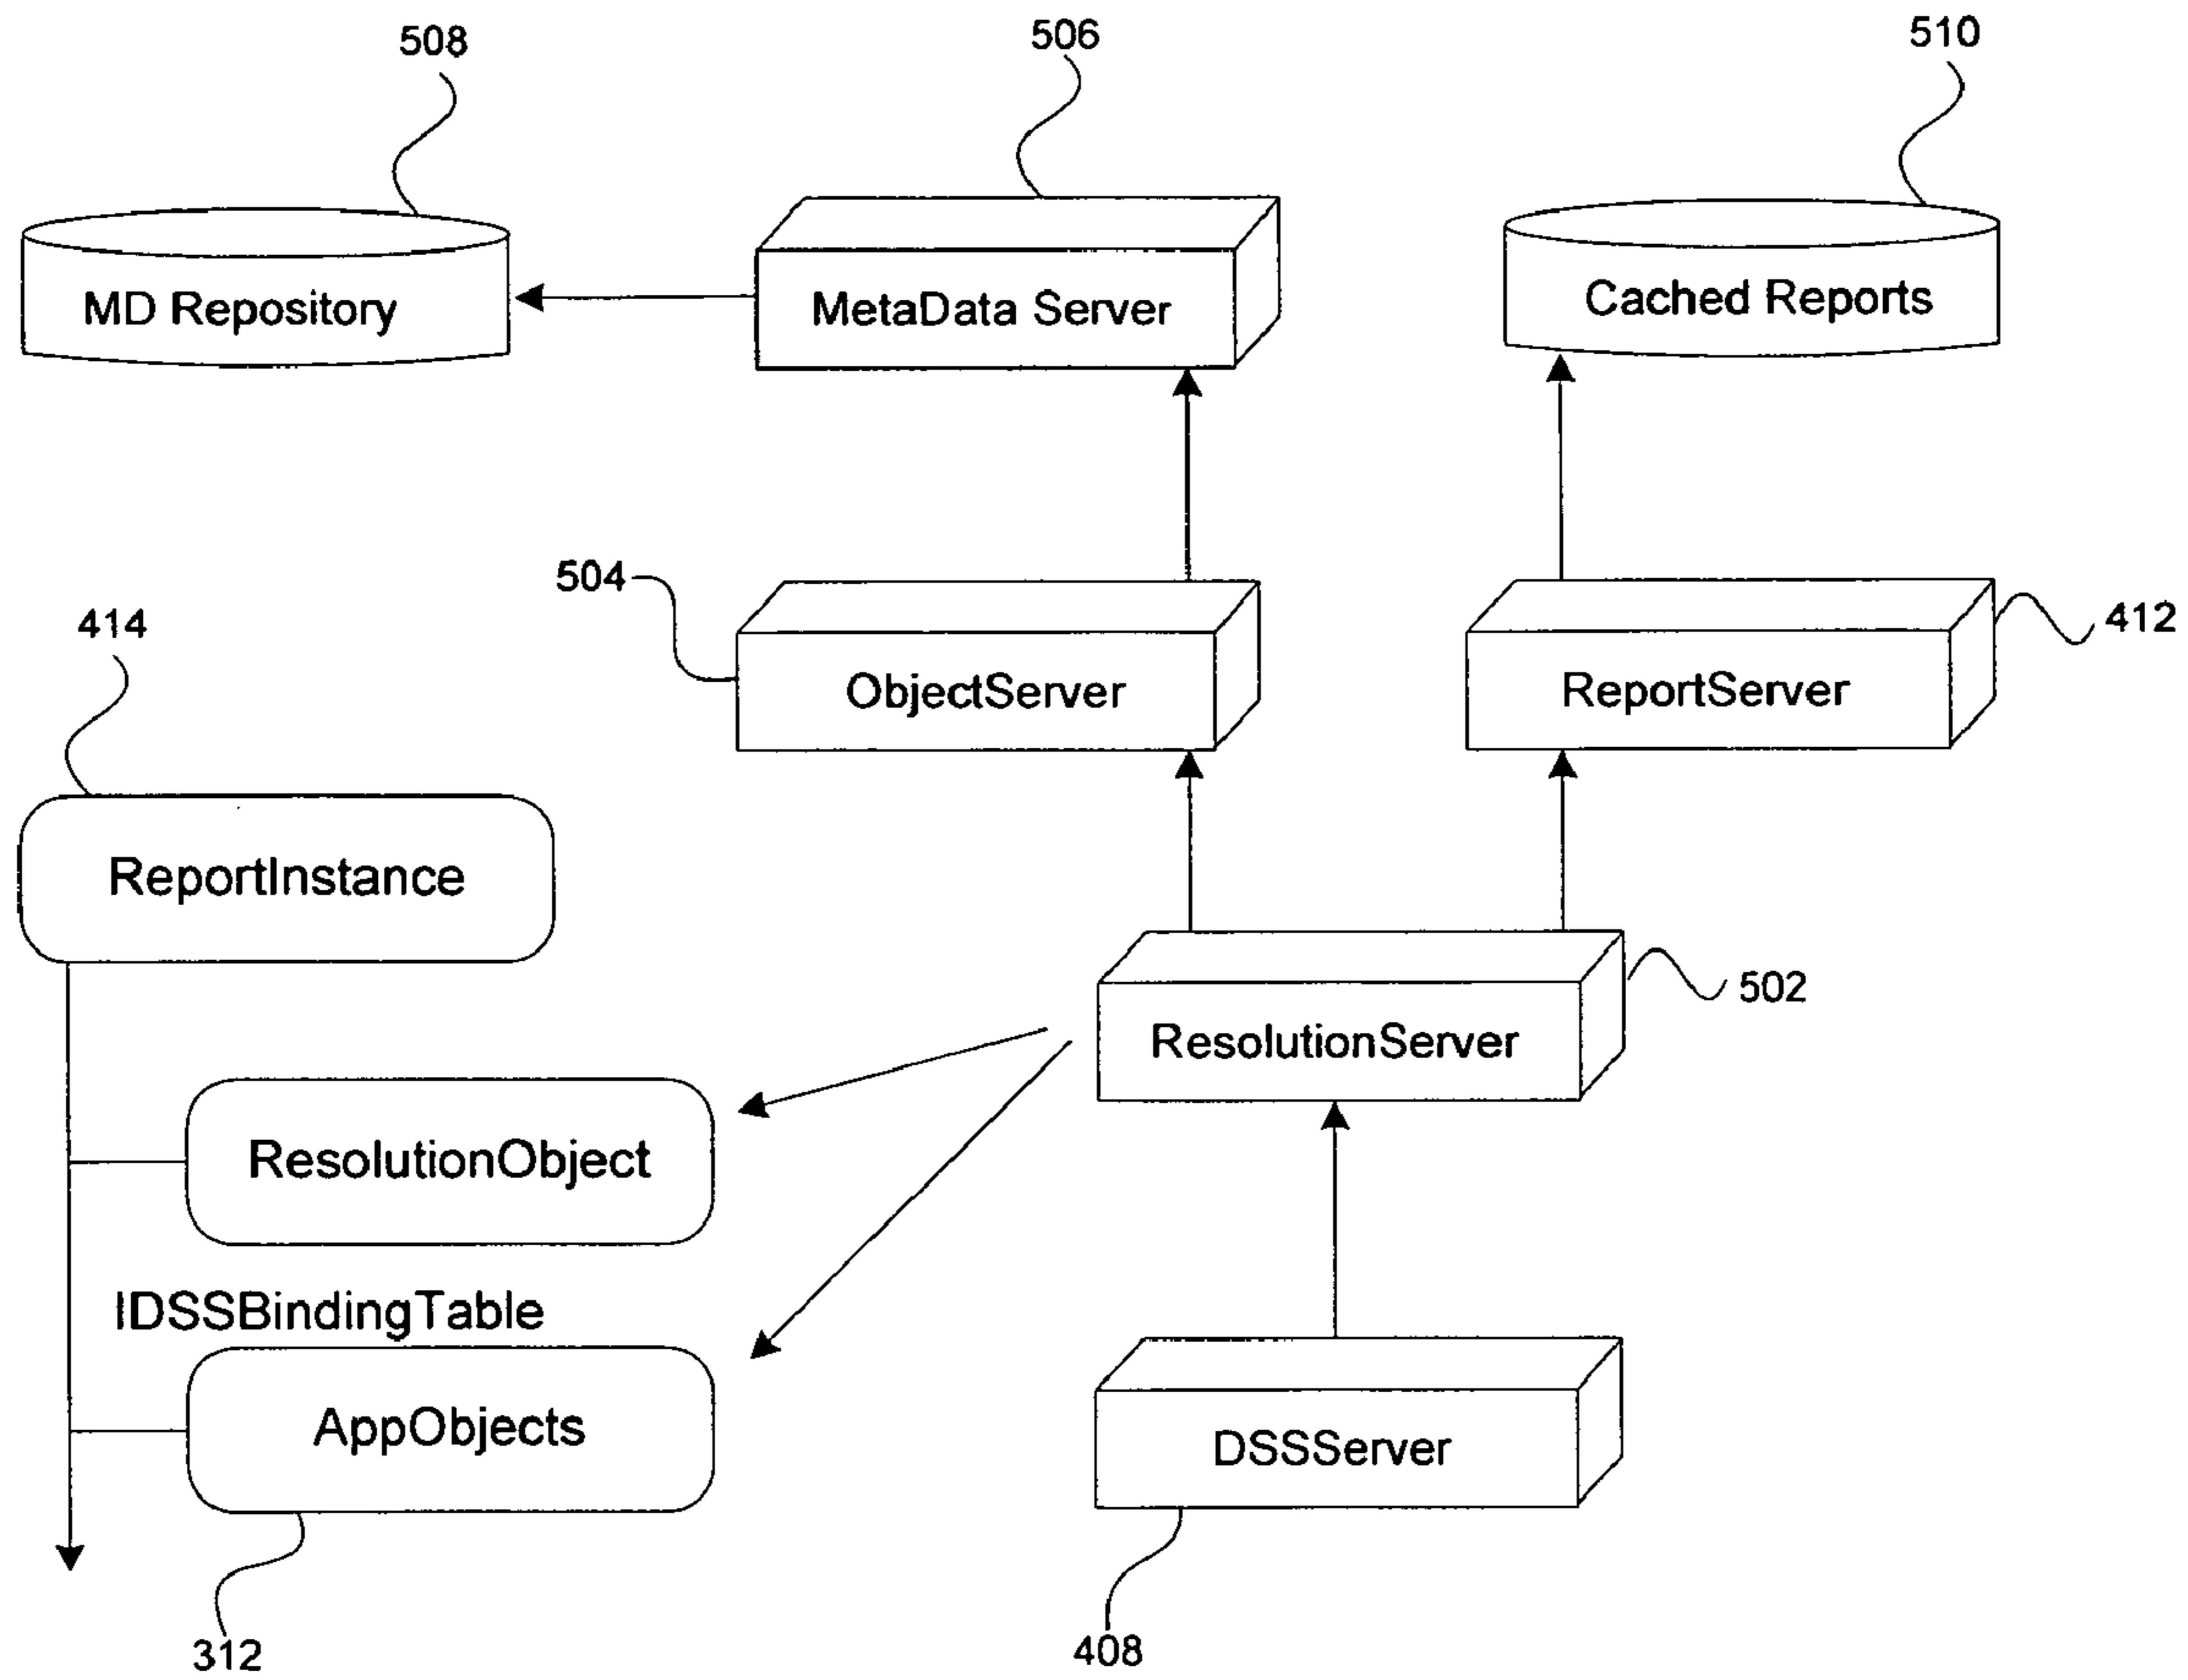 508
506
510
MD Repository
MetaData Server
Cached Reports
504
414
412
ObjectServer
ReportServer
ReportInstance
502
ResolutionServer
ResolutionObject
IDSSBindingTable
AppObjects
DSSServer
312
408